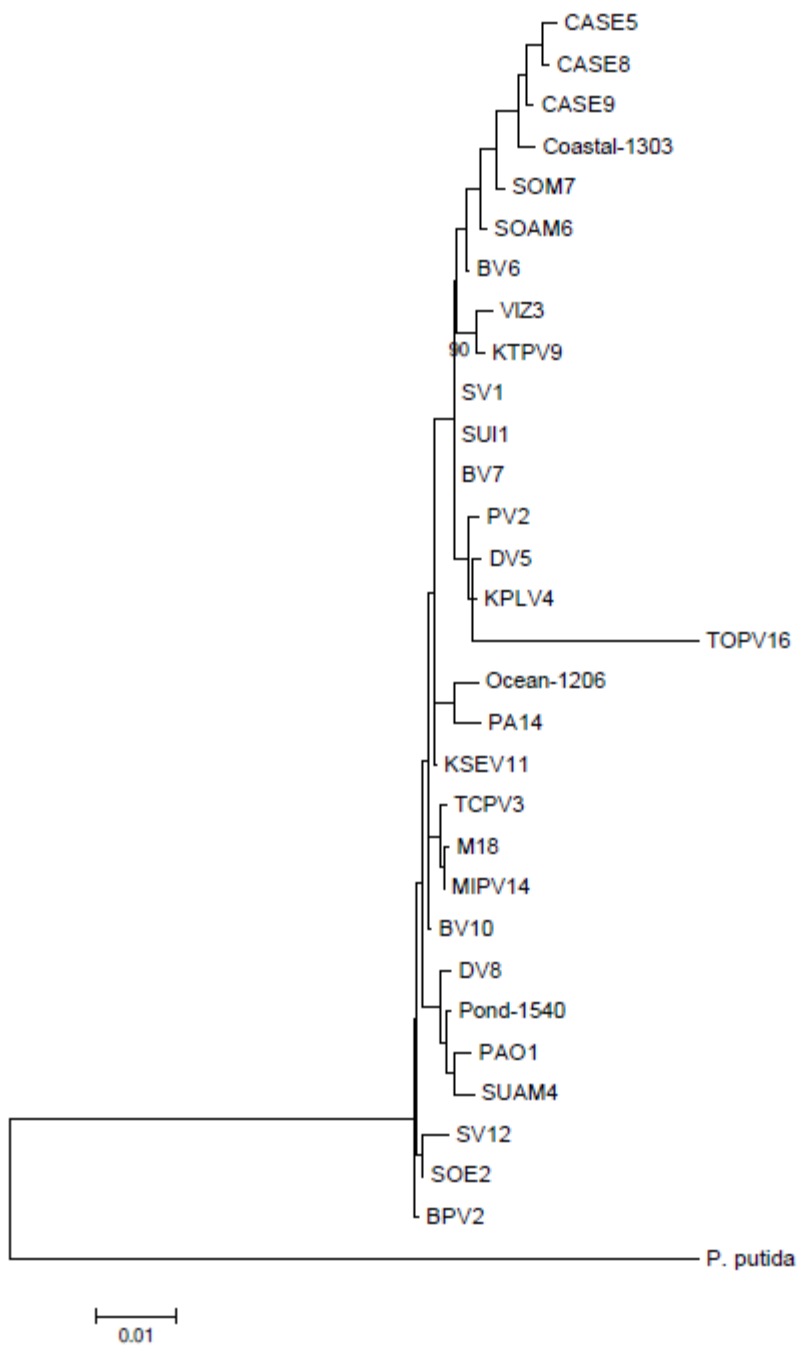 CASE5
CASE8
CASE9
Coastal-1303
SOM7
SOAM6
BV6
VIZ3
90
KTPV9
SV1
SUI1
BV7
PV2
DV5
KPLV4
TOPV16
Ocean-1206
PA14
KSEV11
TCPV3
M18
MIPV14
BV10
DV8
Pond-1540
PAO1
SUAM4
SV12
SOE2
BPV2
P. putida
0.01